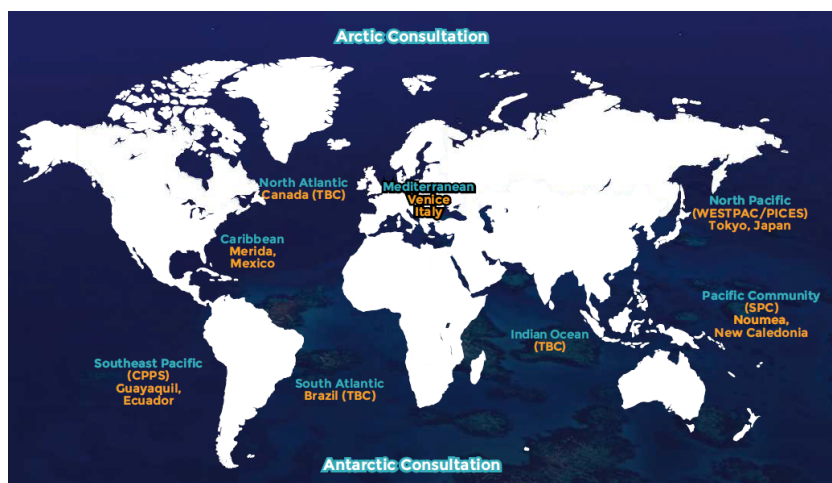 Arctic Consultation
North Atlantic
Canada (TBC)
Mediterranean
Venice
Italy
North Pacific
(WESTPAC/PICES)
Tokyo, Japan
Caribbean
Merida,
Mexico
Pacific Community
(SPC)
Noumea,
New Caledonia
Indian Ocean
(TBC)
Southeast Pacific
(CPPS)
Guayaquil,
Ecuador
South Atlantic
Brazil (TBC)
Antarctic Consultation